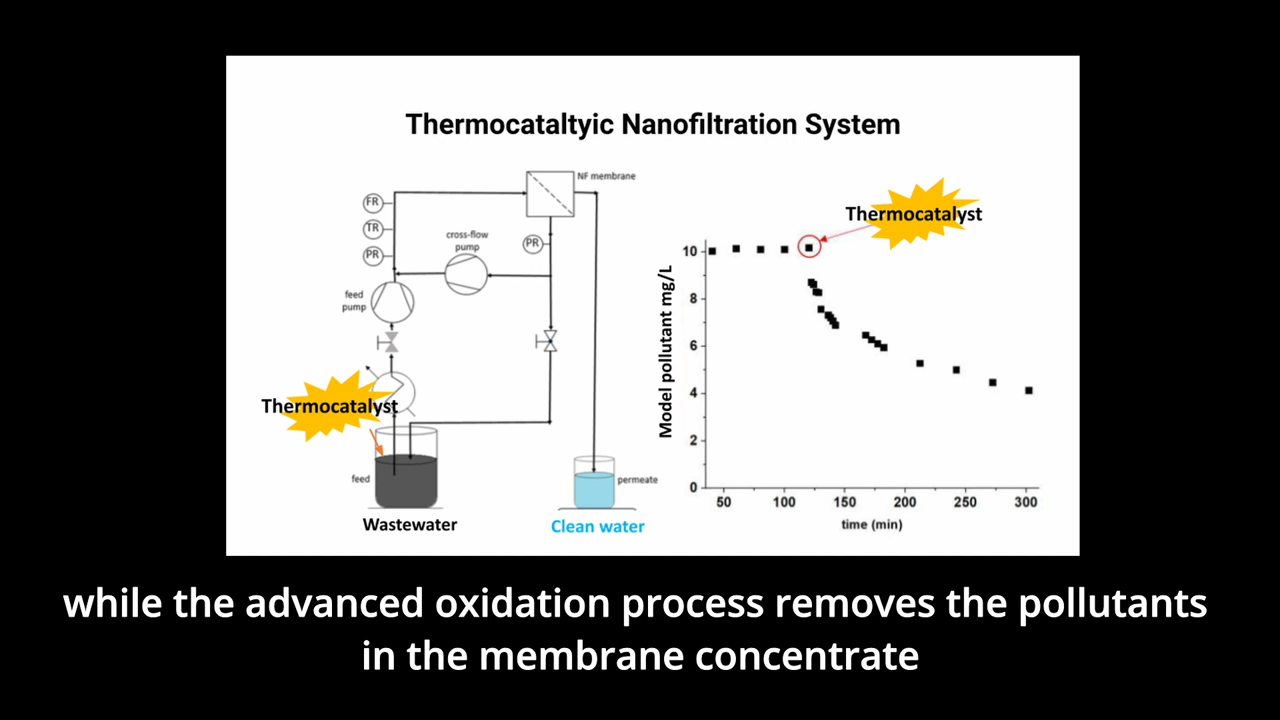 Thermocataltyic Nanofiltration System
NF membrane
FR
TR
PR
cross-flow
pump
PR
feed
pump
Thermocatalyst
feed
permeate
Wastewater
Clean water
Thermocatalyst
Model pollutant mg/L
10
8
6
4
2
0
50
100
150
200
250
300
time (min)
while the advanced oxidation process removes the pollutants
in the membrane concentrate